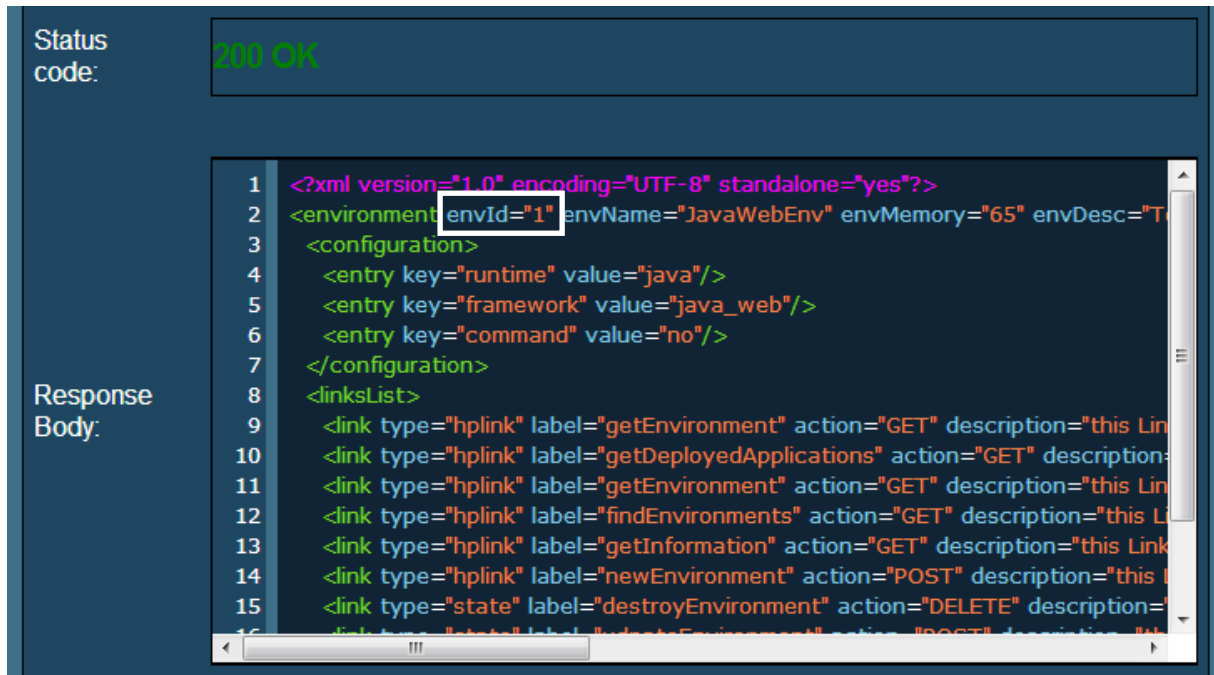 Status
code:
200 OK
Response
Body:
1 <?xml version="1.0" encoding="UTF-8" standalone="yes"?>
2 <environment envId="1" envName="JavaWebEnv" envMemory="65" envDesc="T
3 <configuration>
4 <entry key="runtime" value="java"/>
5 <entry key="framework" value="java_web"/>
6 <entry key="command" value="no"/>
7 </configuration>
8 <linksList>
9 <link type="hplink" label="getEnvironment" action="GET" description="this Lin
10 <link type="hplink" label="getDeployedApplications" action="GET" description=
11 <link type="hplink" label="getEnvironment" action="GET" description="this Lin
12 <link type="hplink" label="findEnvironments" action="GET" description="this Li
13 <link type="hplink" label="getInformation" action="GET" description="this Link
14 <link type="hplink" label="newEnvironment" action="POST" description="this
15 <link type="state" label="destroyEnvironment" action="DELETE" description="